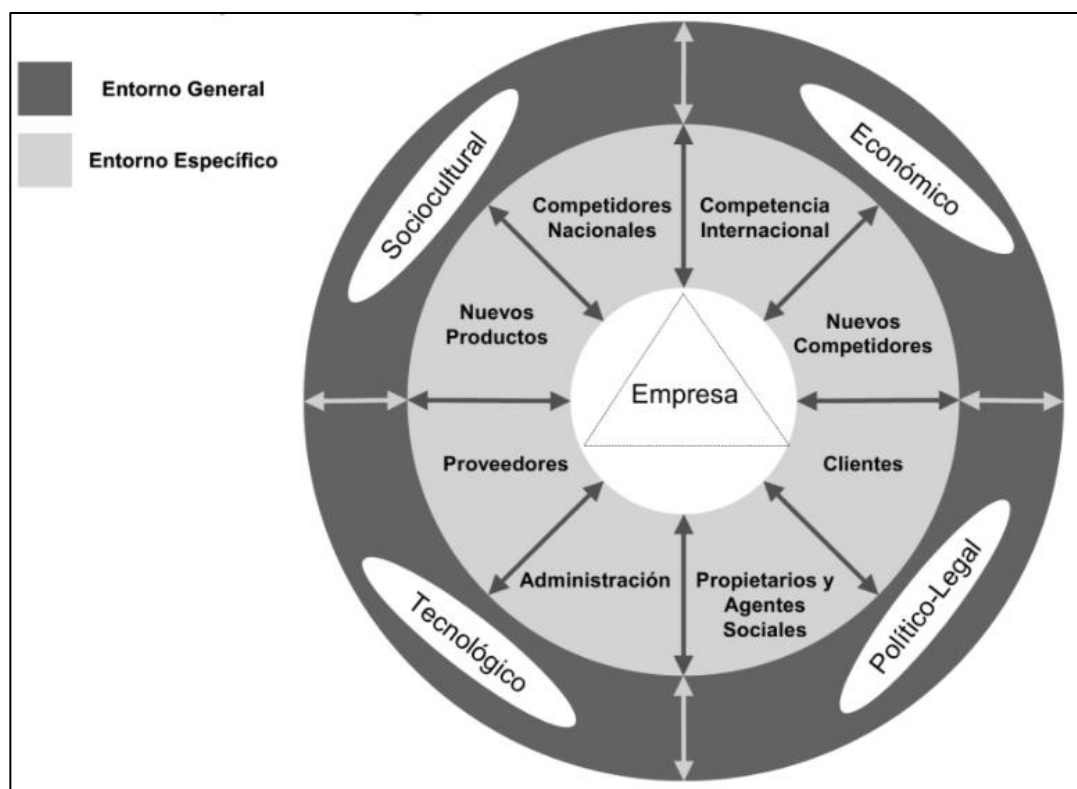 Entorno General
Entorno Específico
Sociocultural
Económico
Competidores
Nacionales
Competencia
Internacional
Nuevos
Productos
Nuevos
Competidores
Empresa
Proveedores
Clientes
Administración
Propietarios y
Agentes
Sociales
Tecnológico
Político-Legal